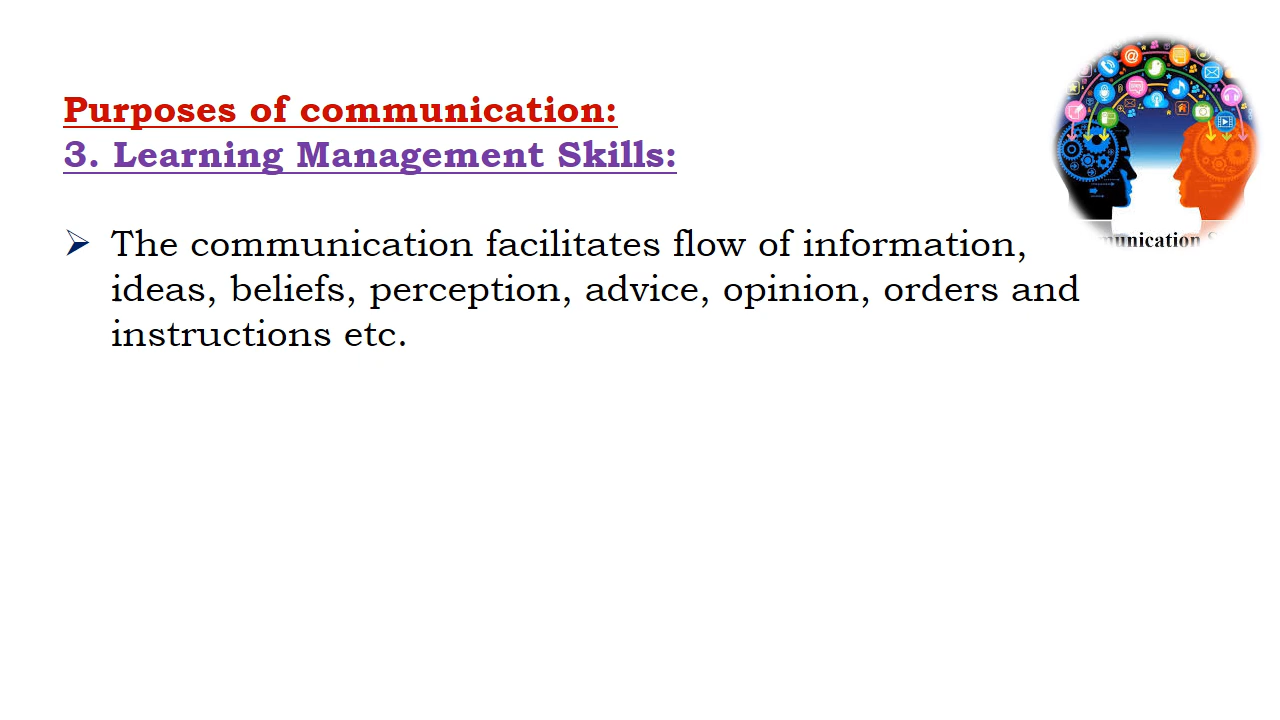 Purposes of communication:
3. Learning Management Skills:
➢ The communication facilitates flow of information,
ideas, beliefs, perception, advice, opinion, orders and
instructions etc.